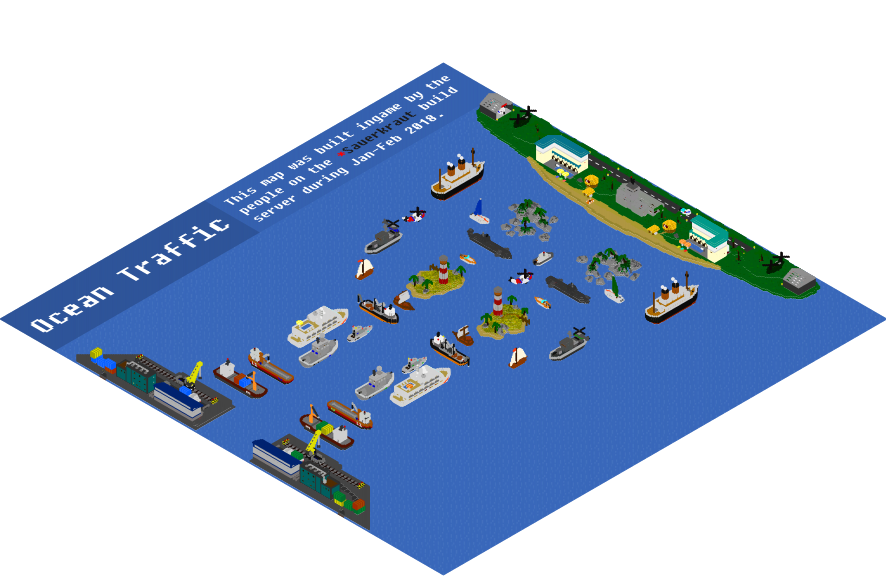 Ocean Traffic
This map was built ingame by the
people on the *Sauerkraut build
server during Jan-Feb 2018.